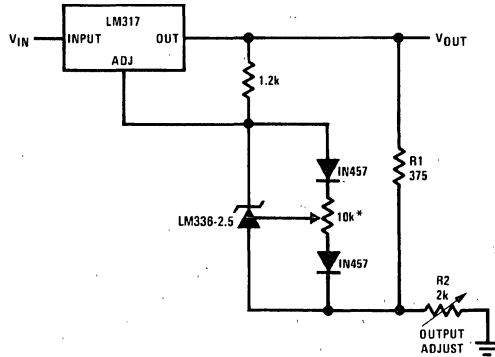 LM317
VIN
INPUT
OUT
VOUT
ADJ
1.2k
IN457
R1
375
LM336-2.5
10k*
IN457
R2
2k
OUTPUT
ADJUST